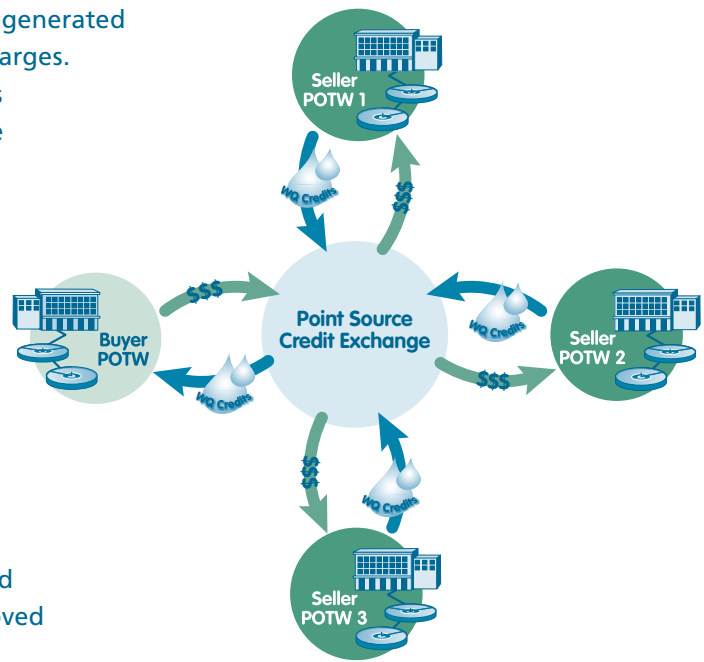 generated
arges.
s
e
Seller
POTW 1
WQ Credits
$$$
Point Source
Credit Exchange
$$$
Buyer
POTW
WQ Credits
WQ Credits
Seller
POTW 2
$$$
$$$
WQ Credits
Seller
POTW 3
d
oved